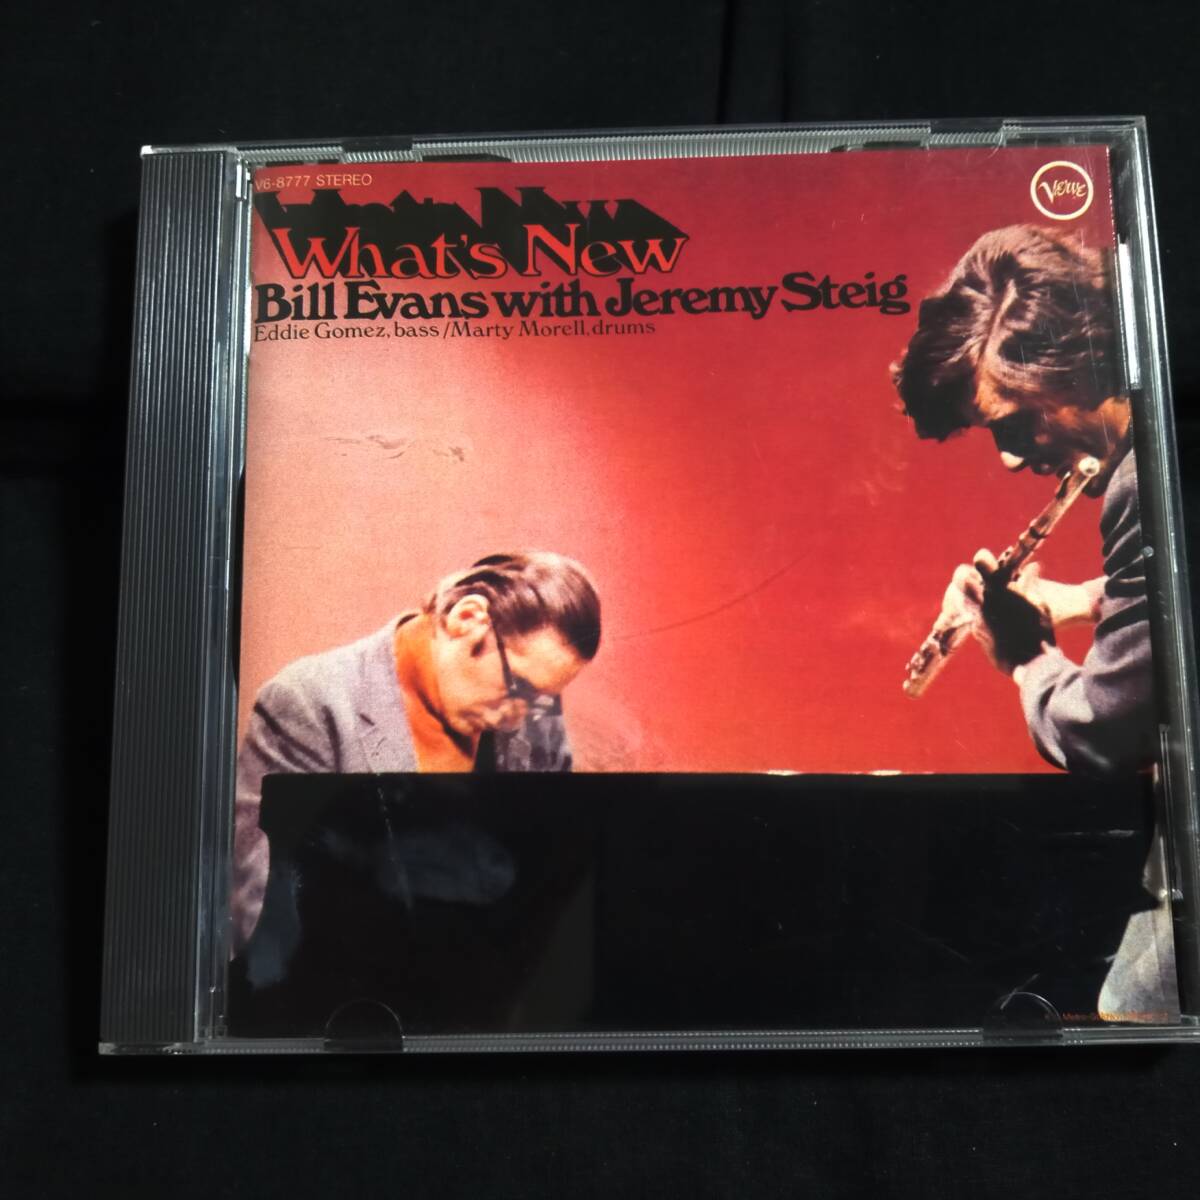 V6-8777 STEREO
VERVE
What's New
Bill Evans with Jeremy Steig
Eddie Gomez, bass/Marty Morell, drums